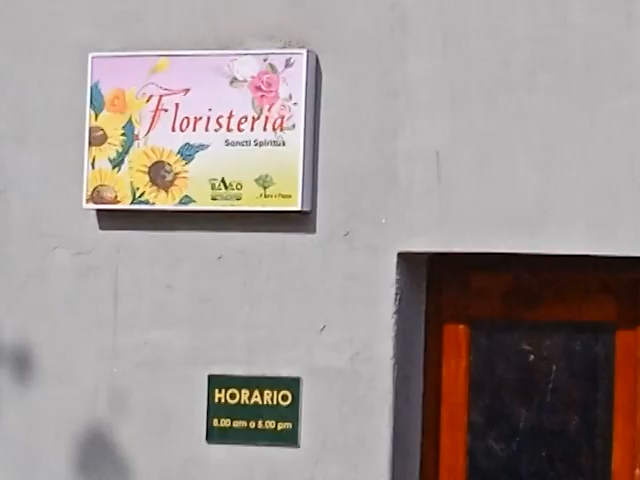 Floristería
Sancti Spíritus
HORARIO
8.00 am a 5.00 pm